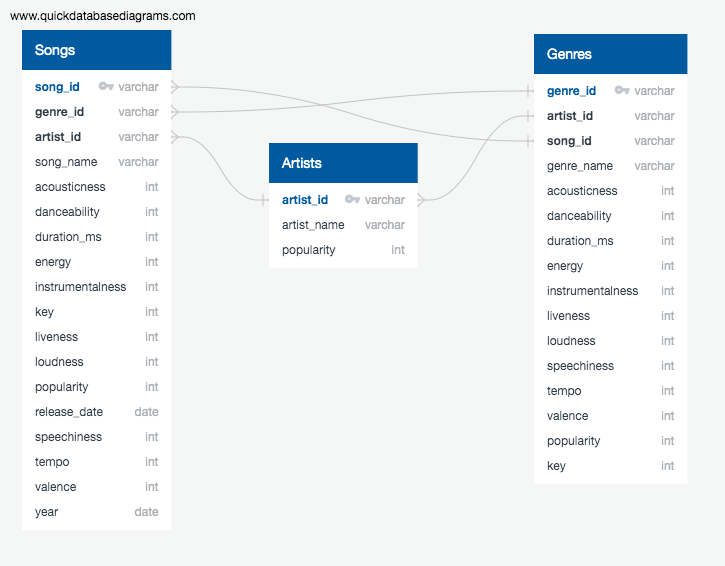 www.quickdatabasediagrams.com
Songs
song_id varchar
genre_id varchar
artist_id varchar
song_name varchar
acousticness int
danceability int
duration_ms int
energy int
instrumentalness int
key int
liveness int
loudness int
popularity int
release_date date
speechiness int
tempo int
valence int
year date
Artists
artist_id varchar
artist_name varchar
popularity int
Genres
genre_id varchar
artist_id varchar
song_id varchar
genre_name varchar
acousticness int
danceability int
duration_ms int
energy int
instrumentalness int
liveness int
loudness int
speechiness int
tempo int
valence int
popularity int
key int